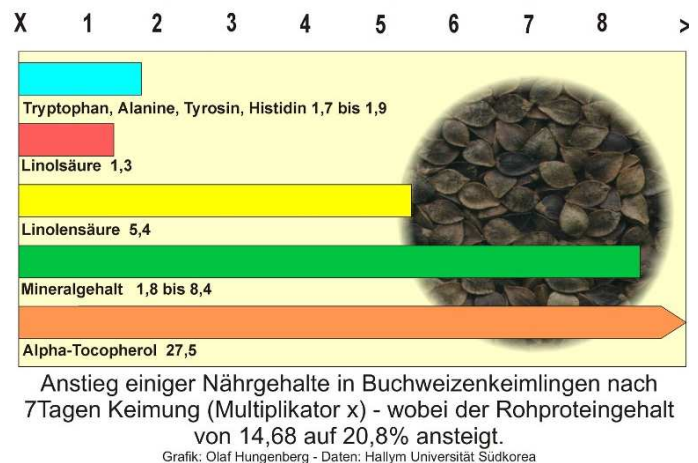 X 1 2 3 4 5 6 7 8 >
Tryptophan, Alanine, Tyrosin, Histidin 1,7 bis 1,9
Linolsäure 1,3
Linolensäure 5,4
Mineralgehalt 1,8 bis 8,4
Alpha-Tocopherol 27,5
Anstieg einiger Nährgehalte in Buchweizenkeimlingen nach
7Tagen Keimung (Multiplikator x) - wobei der Rohproteingehalt
von 14,68 auf 20,8% ansteigt.
Grafik: Olaf Hungenberg - Daten: Hallym Universität Südkorea